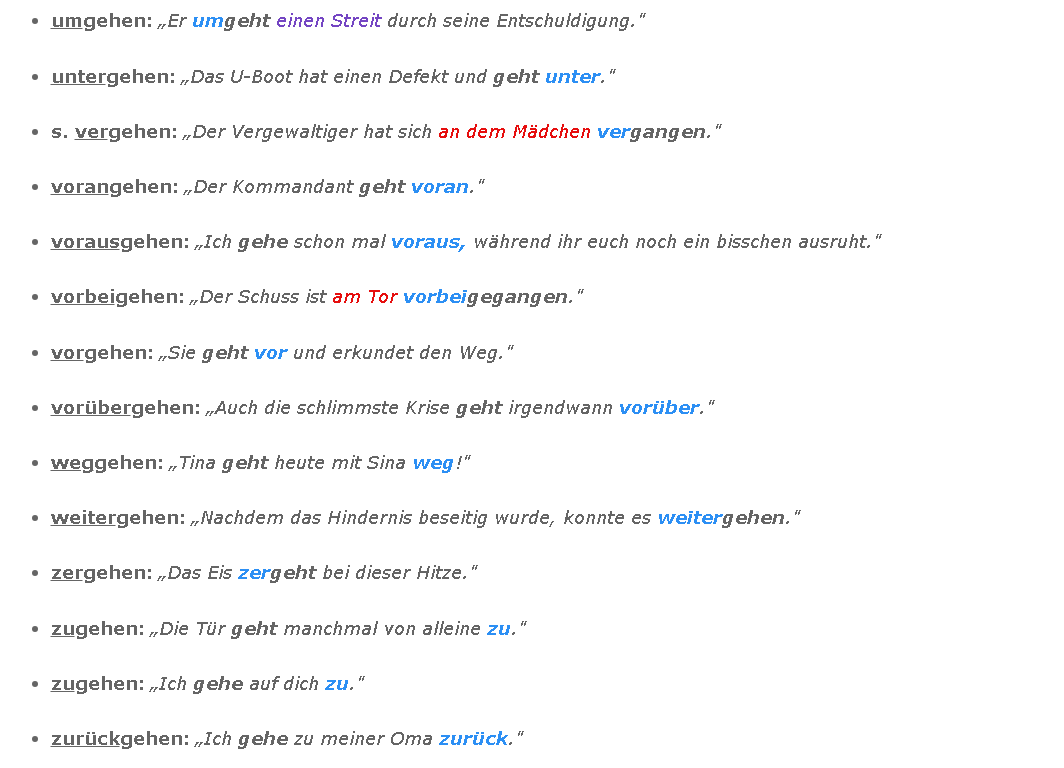 • umgehen: „Er umgeht einen Streit durch seine Entschuldigung."
• untergehen: „Das U-Boot hat einen Defekt und geht unter."
• s. vergehen: „Der Vergewaltiger hat sich an dem Mädchen vergangen."
• vorangehen: „Der Kommandant geht voran."
• vorausgehen: „Ich gehe schon mal voraus, während ihr euch noch ein bisschen ausruht."
• vorbeigehen: „Der Schuss ist am Tor vorbeigegangen."
• vorgehen: „Sie geht vor und erkundet den Weg."
• vorübergehen: „Auch die schlimmste Krise geht irgendwann vorüber."
• weggehen: „Tina geht heute mit Sina weg!"
• weitergehen: „Nachdem das Hindernis beseitig wurde, konnte es weitergehen."
• zergehen: „Das Eis zergeht bei dieser Hitze."
• zugehen: „Die Tür geht manchmal von alleine zu."
• zugehen: „Ich gehe auf dich zu."
• zurückgehen: „Ich gehe zu meiner Oma zurück."